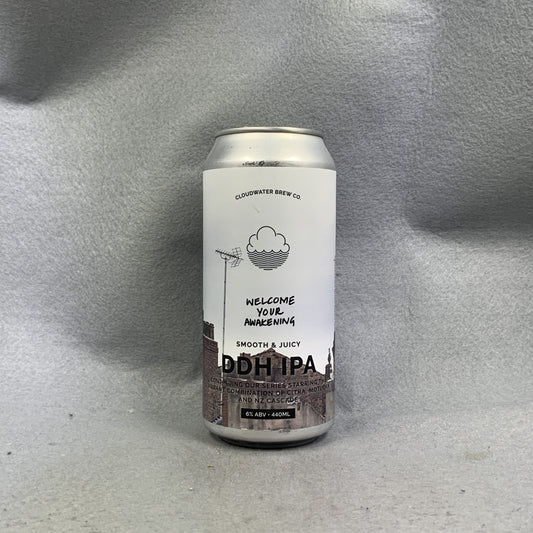 CLOUDWATER BREW CO.
WELCOME
YOUR
AWAKENING
SMOOTH & JUICY
DDH IPA
OUR SERIES STARRING
COMBINATION OF CITRA, MOTUEKA
AND NZ CASCADE
6% ABV • 440ML